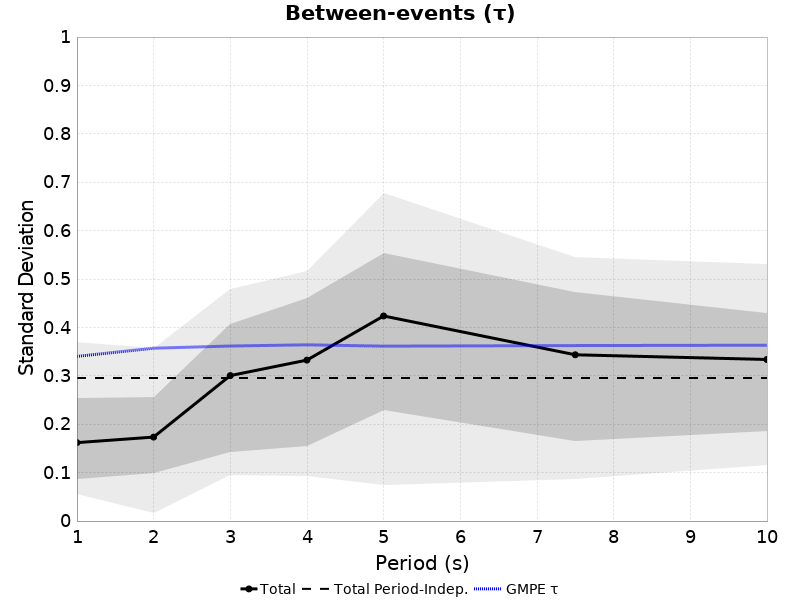 Between-events (τ)
Standard Deviation
1
0.9
0.8
0.7
0.6
0.5
0.4
0.3
0.2
0.1
0
1 2 3 4 5 6 7 8 9 10
Period (s)
Total Total Period-Indep. GMPE τ